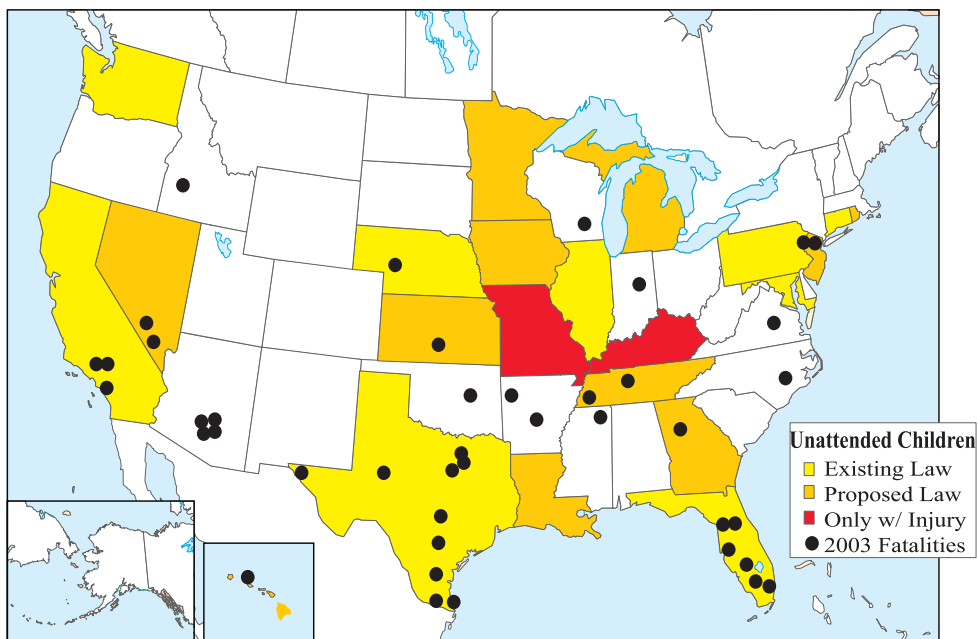 Unattended Children
Existing Law
Proposed Law
Only w/ Injury
2003 Fatalities